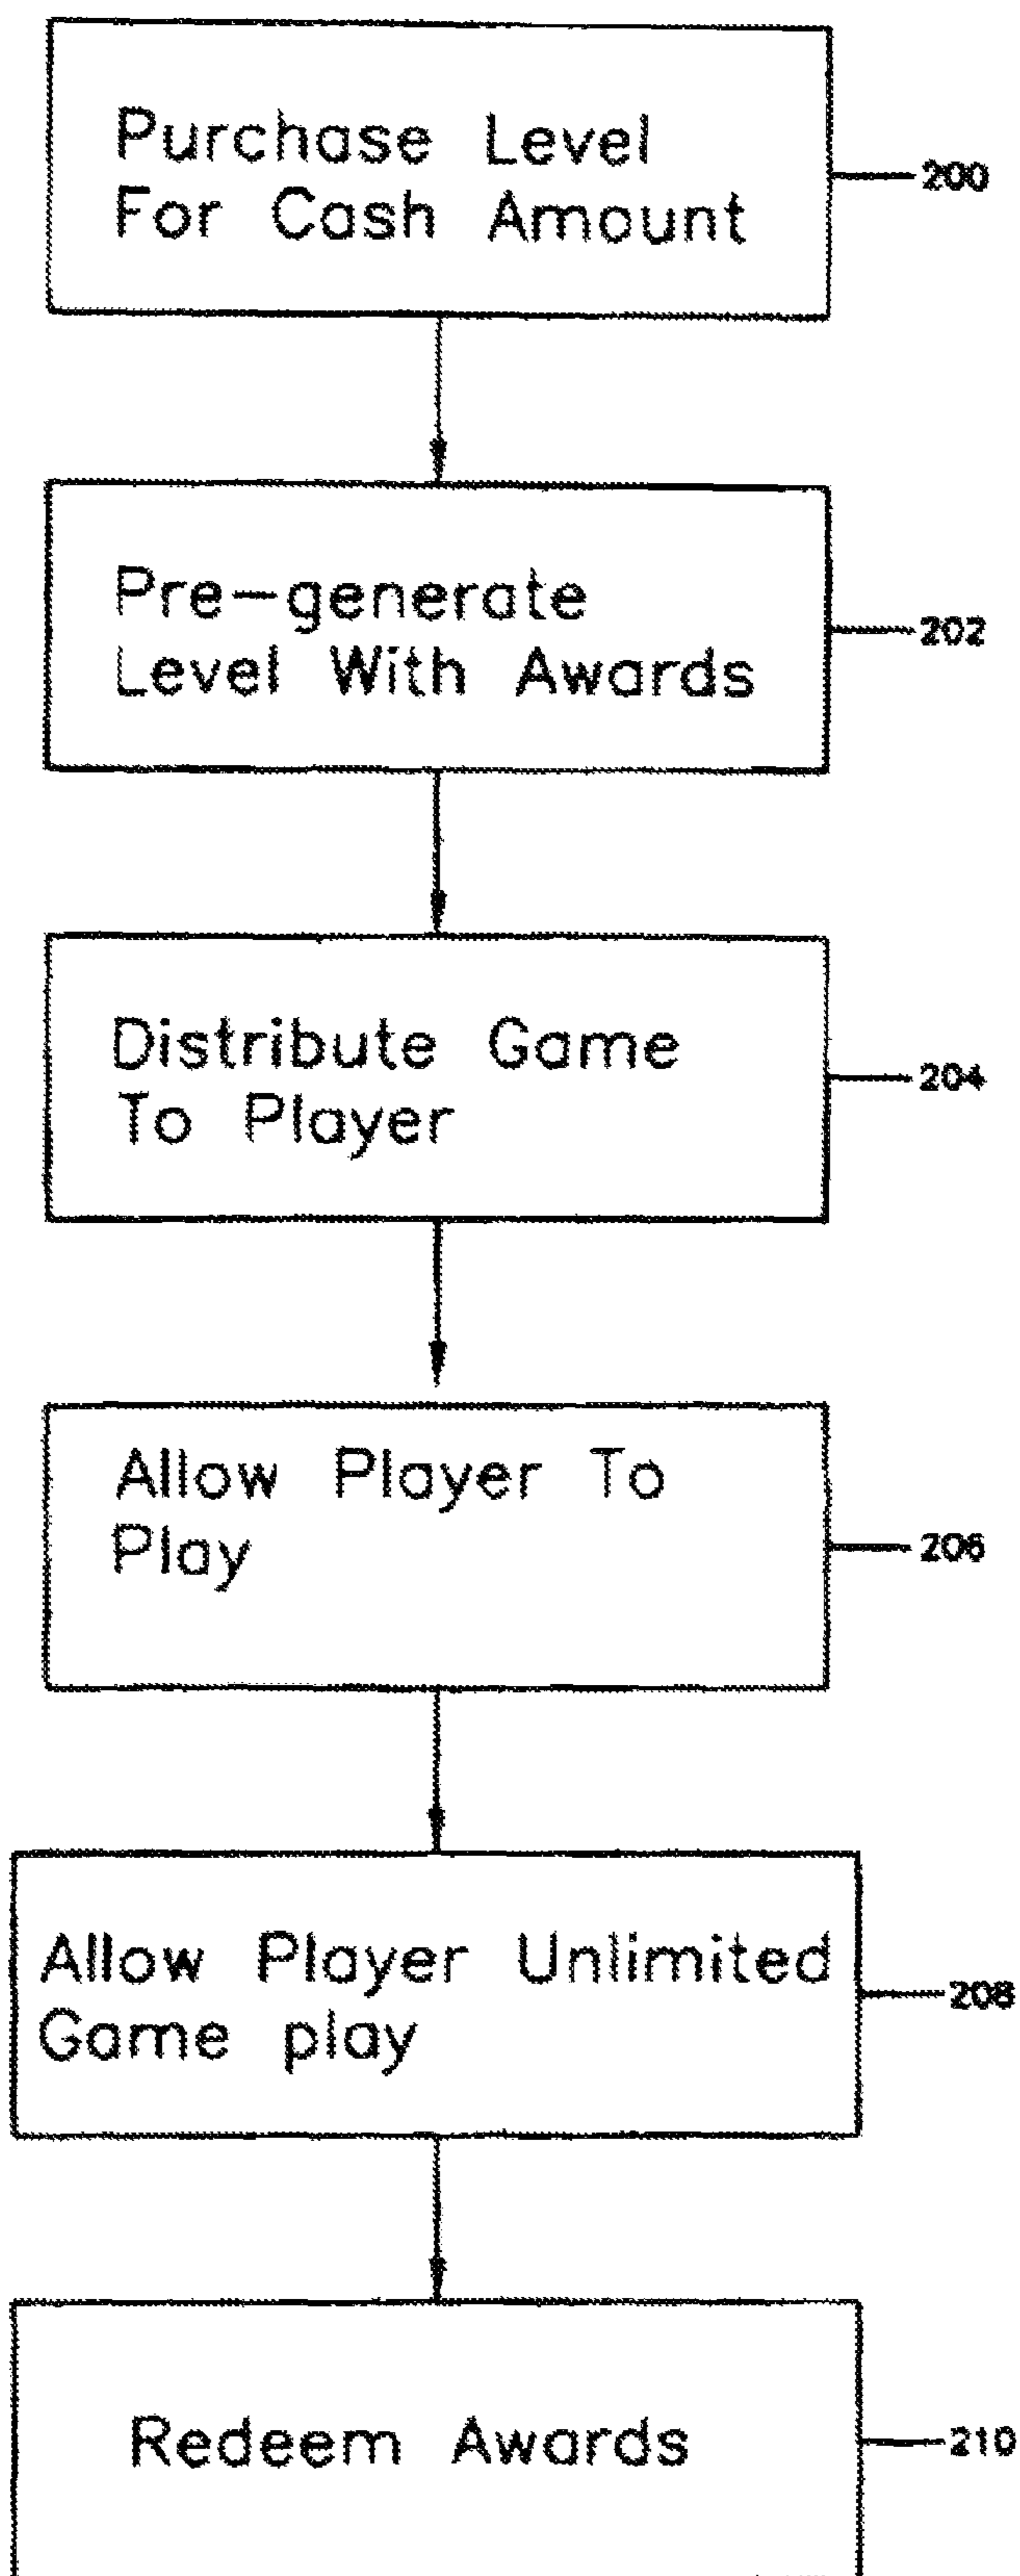 Purchase Level
For Cash Amount
200
Pre-generate
Level With Awards
202
Distribute Game
To Player
204
Allow Player To
Play
206
Allow Player Unlimited
Game play
208
Redeem Awards
210